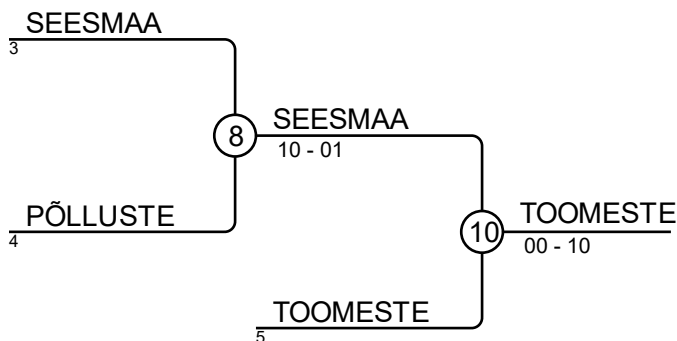 SEESMAA
3
8
SEESMAA
10 - 01
PÕLLUSTE
4
10
TOOMESTE
00 - 10
TOOMESTE
5